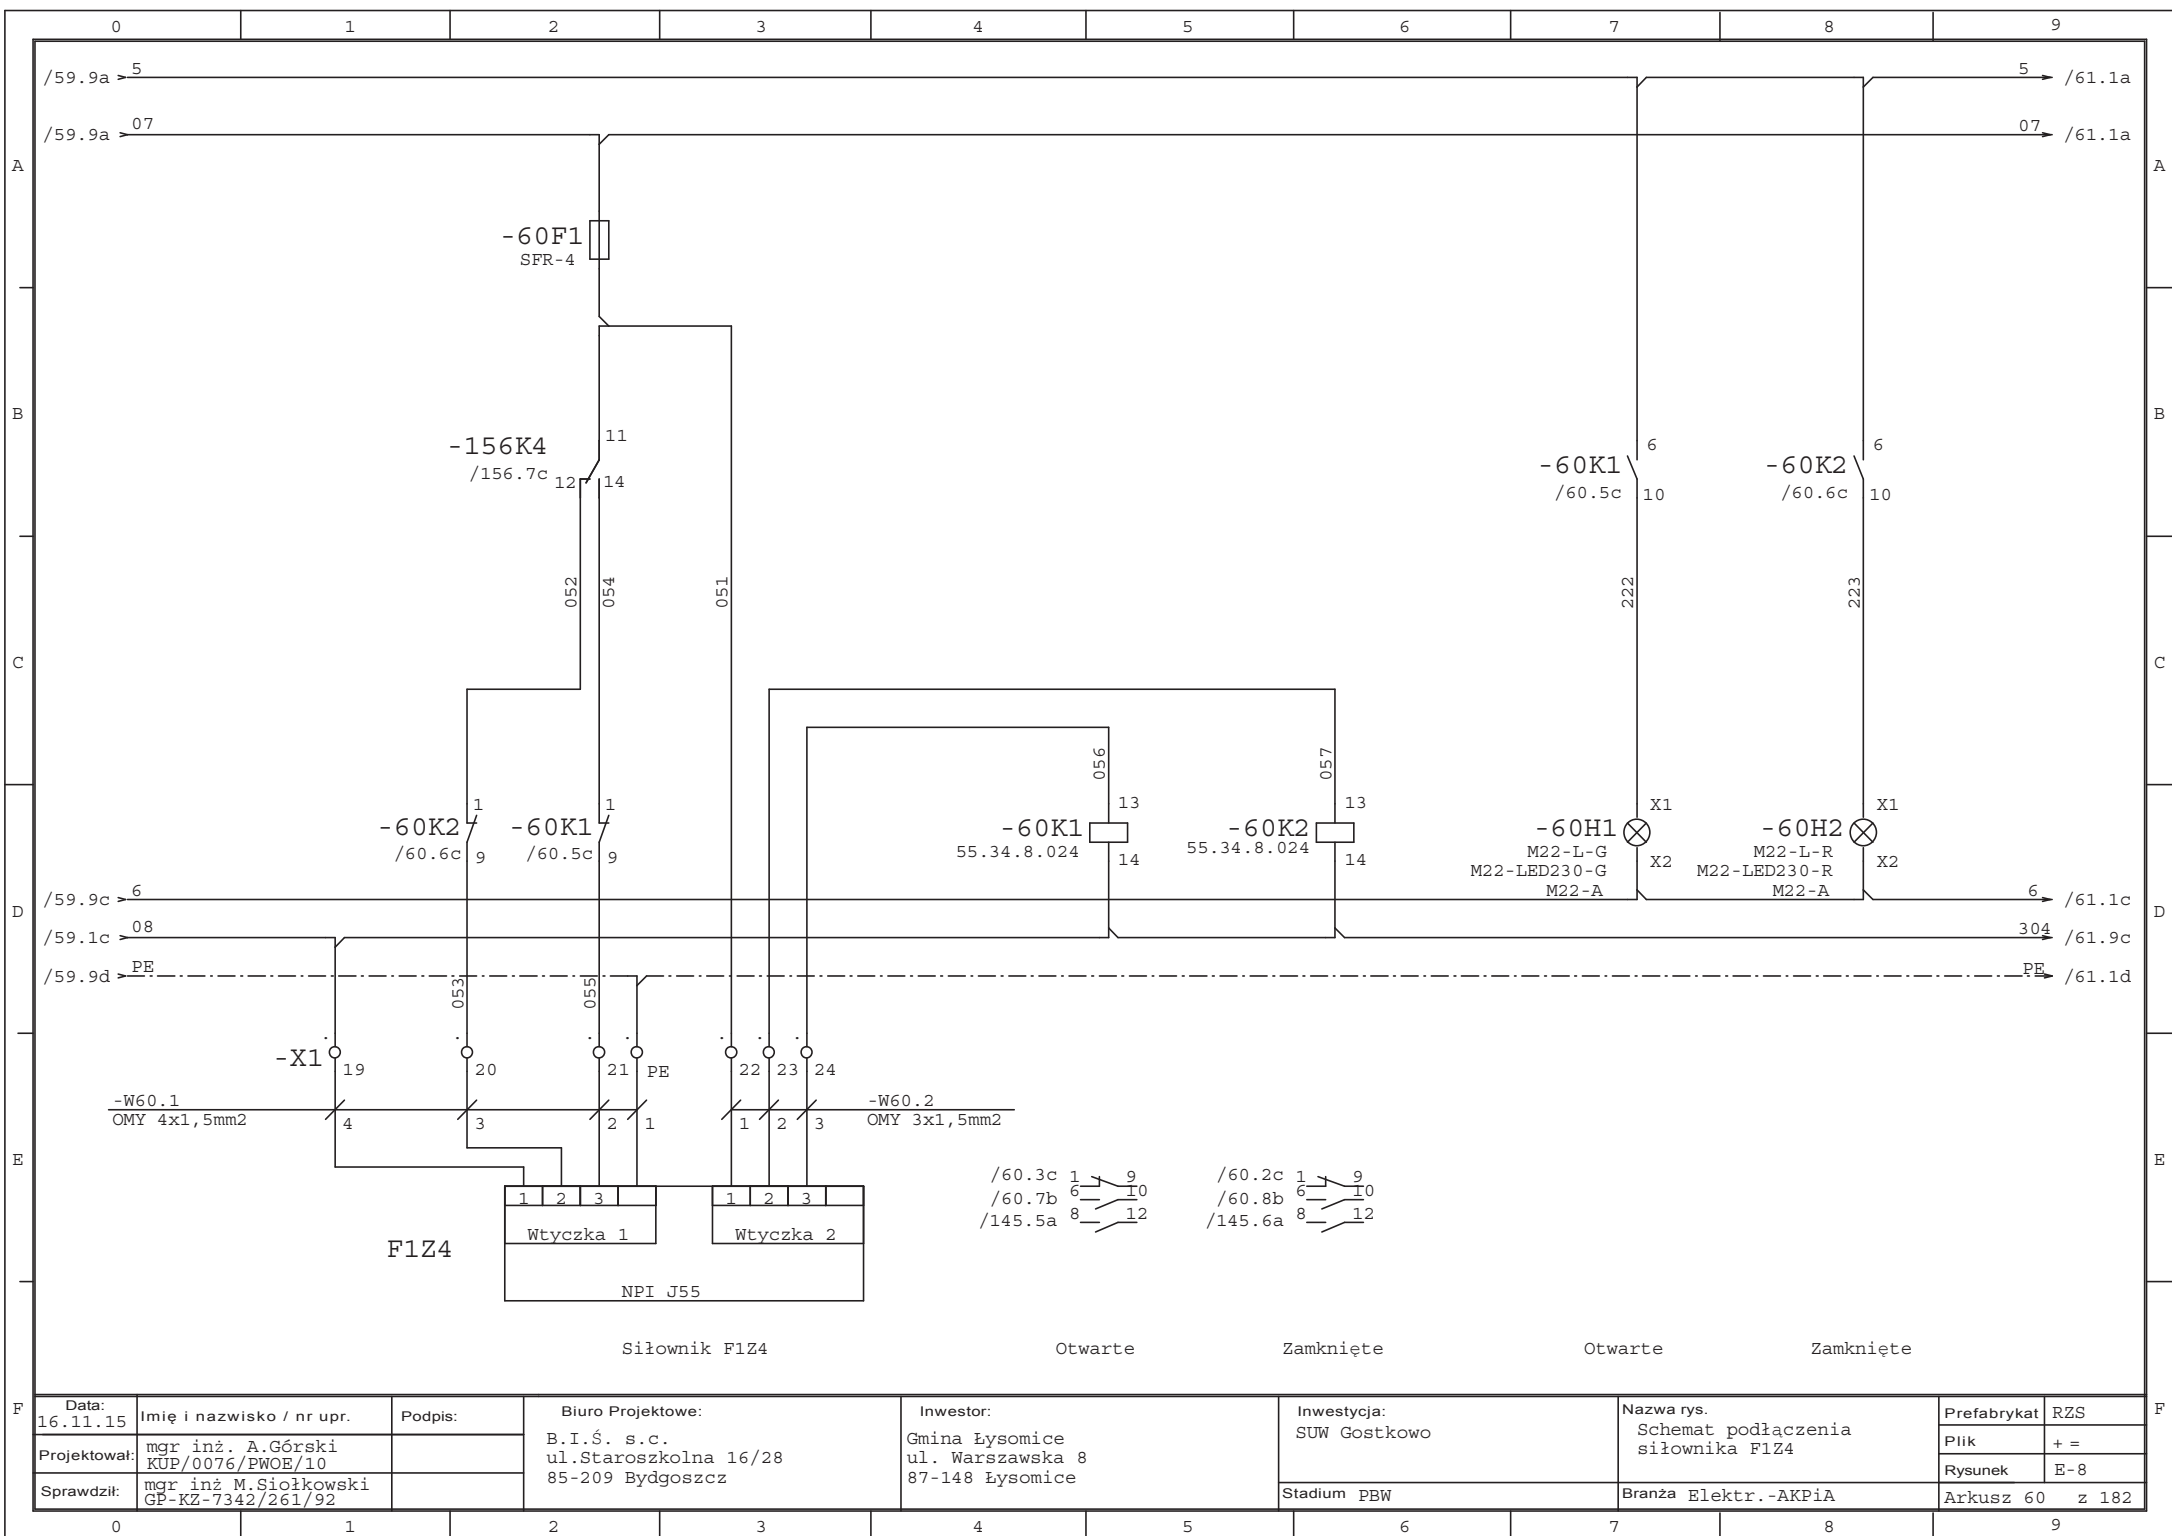 0 1 2 3 4 5 6 7 8 9
/59.9a 5 5 /61.1a
/59.9a 07 07 /61.1a
A A
-60F1
SFR-4
B B
-156K4 11
/156.7c 12 14
-60K1 6
/60.5c 10
-60K2 6
/60.6c 10
052 054 051 222 223
C C
056 057
-60K2 1
/60.6c 9
-60K1 1
/60.5c 9
-60K1 13
55.34.8.024 14
-60K2 13
55.34.8.024 14
-60H1 X1
M22-L-G X2
M22-LED230-G
M22-A
-60H2 X1
M22-L-R X2
M22-LED230-R
M22-A
/59.9c 6 6 /61.1c
D D
/59.1c 08 304 /61.9c
/59.9d PE PE /61.1d
053 055
-X1 19 20 21 PE 22 23 24
-W60.1
OMY 4x1,5mm2
4 3 2 1 1 2 3
-W60.2
OMY 3x1,5mm2
E E
1 2 3 1 2 3
Wtyczka 1 Wtyczka 2
F1Z4
NPI J55
/60.3c 1 9
/60.7b 6 10
/145.5a 8 12
/60.2c 1 9
/60.8b 6 10
/145.6a 8 12
Siłownik F1Z4 Otwarte Zamknięte Otwarte Zamknięte
F F
Data:
16.11.15
Imię i nazwisko / nr upr.
Podpis:
Projektował:
mgr inż. A.Górski
KUP/0076/PWOE/10
Sprawdził:
mgr inż M.Siołkowski
GP-KZ-7342/261/92
Biuro Projektowe:
B.I.Ś. s.c.
ul.Staroszkolna 16/28
85-209 Bydgoszcz
Inwestor:
Gmina Łysomice
ul. Warszawska 8
87-148 Łysomice
Inwestycja:
SUW Gostkowo
Stadium PBW
Nazwa rys.
Schemat podłączenia
siłownika F1Z4
Branża Elektr.-AKPiA
Prefabrykat RZS
Plik + =
Rysunek E-8
Arkusz 60 z 182
0 1 2 3 4 5 6 7 8 9